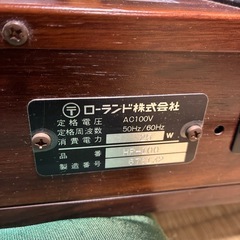 〒 ローランド株式会社
定格電圧 AC100V
定格周波数 50Hz/60Hz
消費電力 W
品番
製造番号